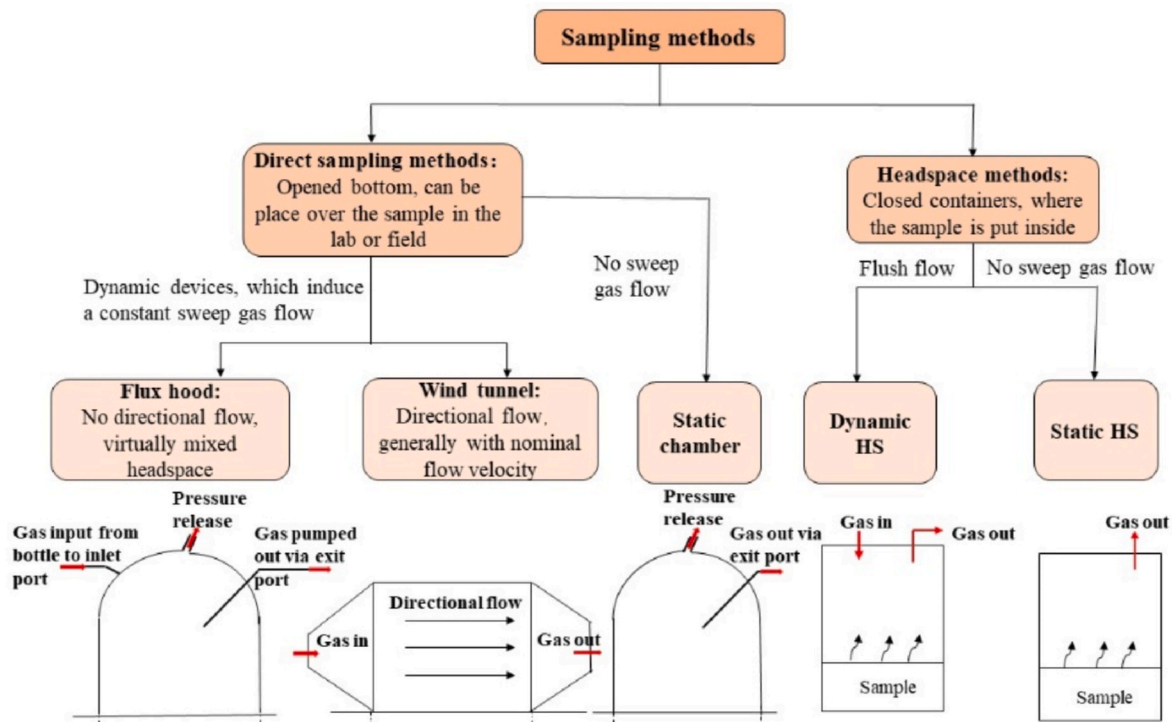 Sampling methods
Direct sampling methods:
Opened bottom, can be
place over the sample in the
lab or field
Headspace methods:
Closed containers, where
the sample is put inside
Dynamic devices, which induce
a constant sweep gas flow
No sweep
gas flow
Flush flow
No sweep gas flow
Flux hood:
No directional flow,
virtually mixed
headspace
Wind tunnel:
Directional flow,
generally with nominal
flow velocity
Static
chamber
Dynamic
HS
Static HS
Gas input from
bottle to inlet
port
Pressure
release
Gas pumped
out via exit
port
Gas in
Directional flow
Gas out
Pressure
release
Gas out via
exit port
Gas in
Gas out
Sample
Gas out
Sample